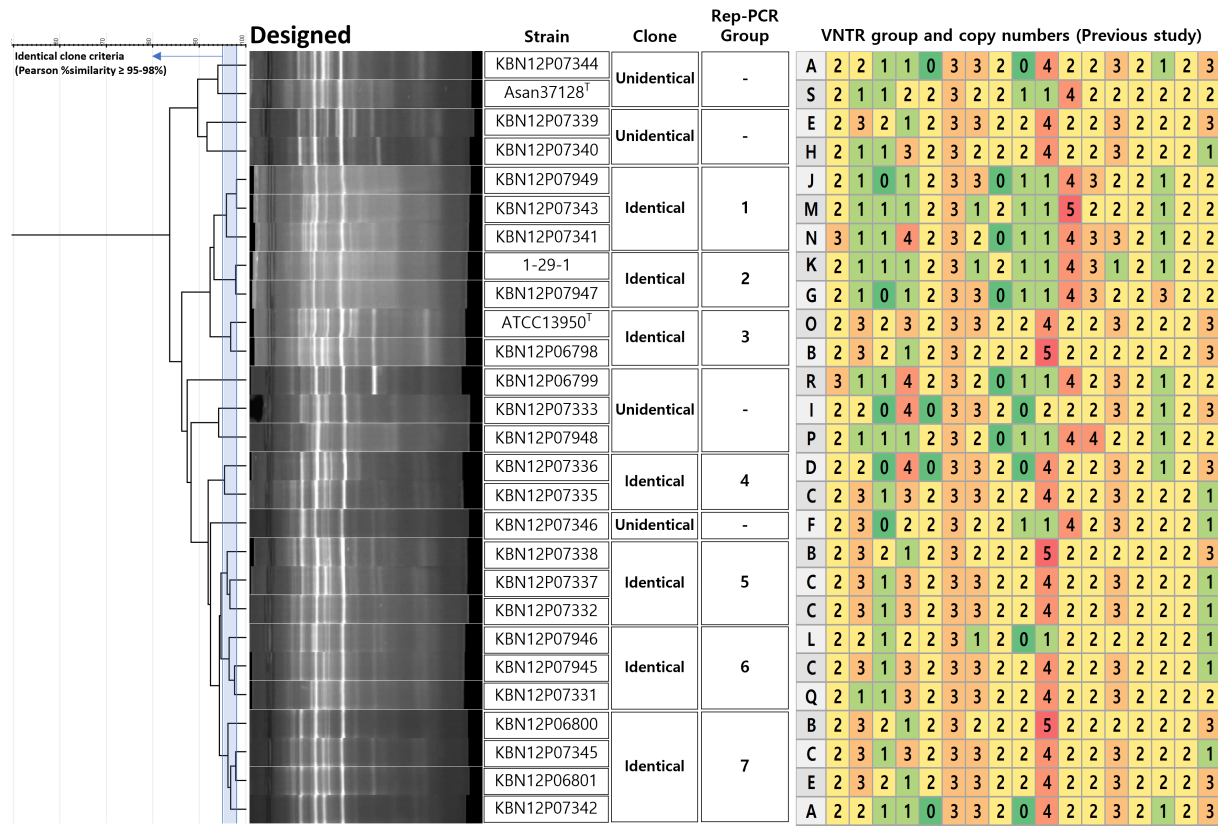 Designed
Strain
Clone
Rep-PCR
Group
VNTR group and copy numbers (Previous study)
Identical clone criteria
(Pearson %similarity ≥ 95-98%)
KBN12P07344 Unidentical - A 2 2 1 1 0 3 3 2 0 4 2 2 3 2 1 2 3
Asan37128T S 2 1 1 2 2 3 2 2 1 1 4 2 2 2 2 2 2
KBN12P07339 Unidentical - E 2 3 2 1 2 3 3 2 2 4 2 2 3 2 2 2 3
KBN12P07340 H 2 1 1 3 2 3 2 2 2 4 2 2 3 2 2 2 1
KBN12P07949 J 2 1 0 1 2 3 3 0 1 1 4 3 2 2 1 2 2
KBN12P07343 Identical 1 M 2 1 1 1 2 3 1 2 1 1 5 2 2 2 1 2 2
KBN12P07341 N 3 1 1 4 2 3 2 0 1 1 4 3 3 2 1 2 2
1-29-1 Identical 2 K 2 1 1 1 2 3 1 2 1 1 4 3 1 2 1 2 2
KBN12P07947 G 2 1 0 1 2 3 3 0 1 1 4 3 2 2 3 2 2
ATCC13950T Identical 3 O 2 3 2 3 2 3 3 2 2 4 2 2 3 2 2 2 3
KBN12P06798 B 2 3 2 1 2 3 2 2 2 5 2 2 2 2 2 2 3
KBN12P06799 R 3 1 1 4 2 3 2 0 1 1 4 2 3 2 1 2 2
KBN12P07333 Unidentical - I 2 2 0 4 0 3 3 2 0 2 2 2 3 2 1 2 3
KBN12P07948 P 2 1 1 1 2 3 2 0 1 1 4 4 2 2 1 2 2
KBN12P07336 Identical 4 D 2 2 0 4 0 3 3 2 0 4 2 2 3 2 1 2 3
KBN12P07335 C 2 3 1 3 2 3 3 2 2 4 2 2 3 2 2 2 1
KBN12P07346 Unidentical - F 2 3 0 2 2 3 2 2 1 1 4 2 3 2 2 2 1
KBN12P07338 B 2 3 2 1 2 3 2 2 2 5 2 2 2 2 2 2 3
KBN12P07337 Identical 5 C 2 3 1 3 2 3 3 2 2 4 2 2 3 2 2 2 1
KBN12P07332 C 2 3 1 3 2 3 3 2 2 4 2 2 3 2 2 2 1
KBN12P07946 L 2 2 1 2 2 3 1 2 0 1 2 2 2 2 2 2 1
KBN12P07945 Identical 6 C 2 3 1 3 2 3 3 2 2 4 2 2 3 2 2 2 1
KBN12P07331 Q 2 1 1 3 2 3 3 2 2 4 2 2 3 2 2 2 2
KBN12P06800 B 2 3 2 1 2 3 2 2 2 5 2 2 2 2 2 2 3
KBN12P07345 Identical 7 C 2 3 1 3 2 3 3 2 2 4 2 2 3 2 2 2 1
KBN12P06801 E 2 3 2 1 2 3 3 2 2 4 2 2 3 2 2 2 3
KBN12P07342 A 2 2 1 1 0 3 3 2 0 4 2 2 3 2 1 2 3